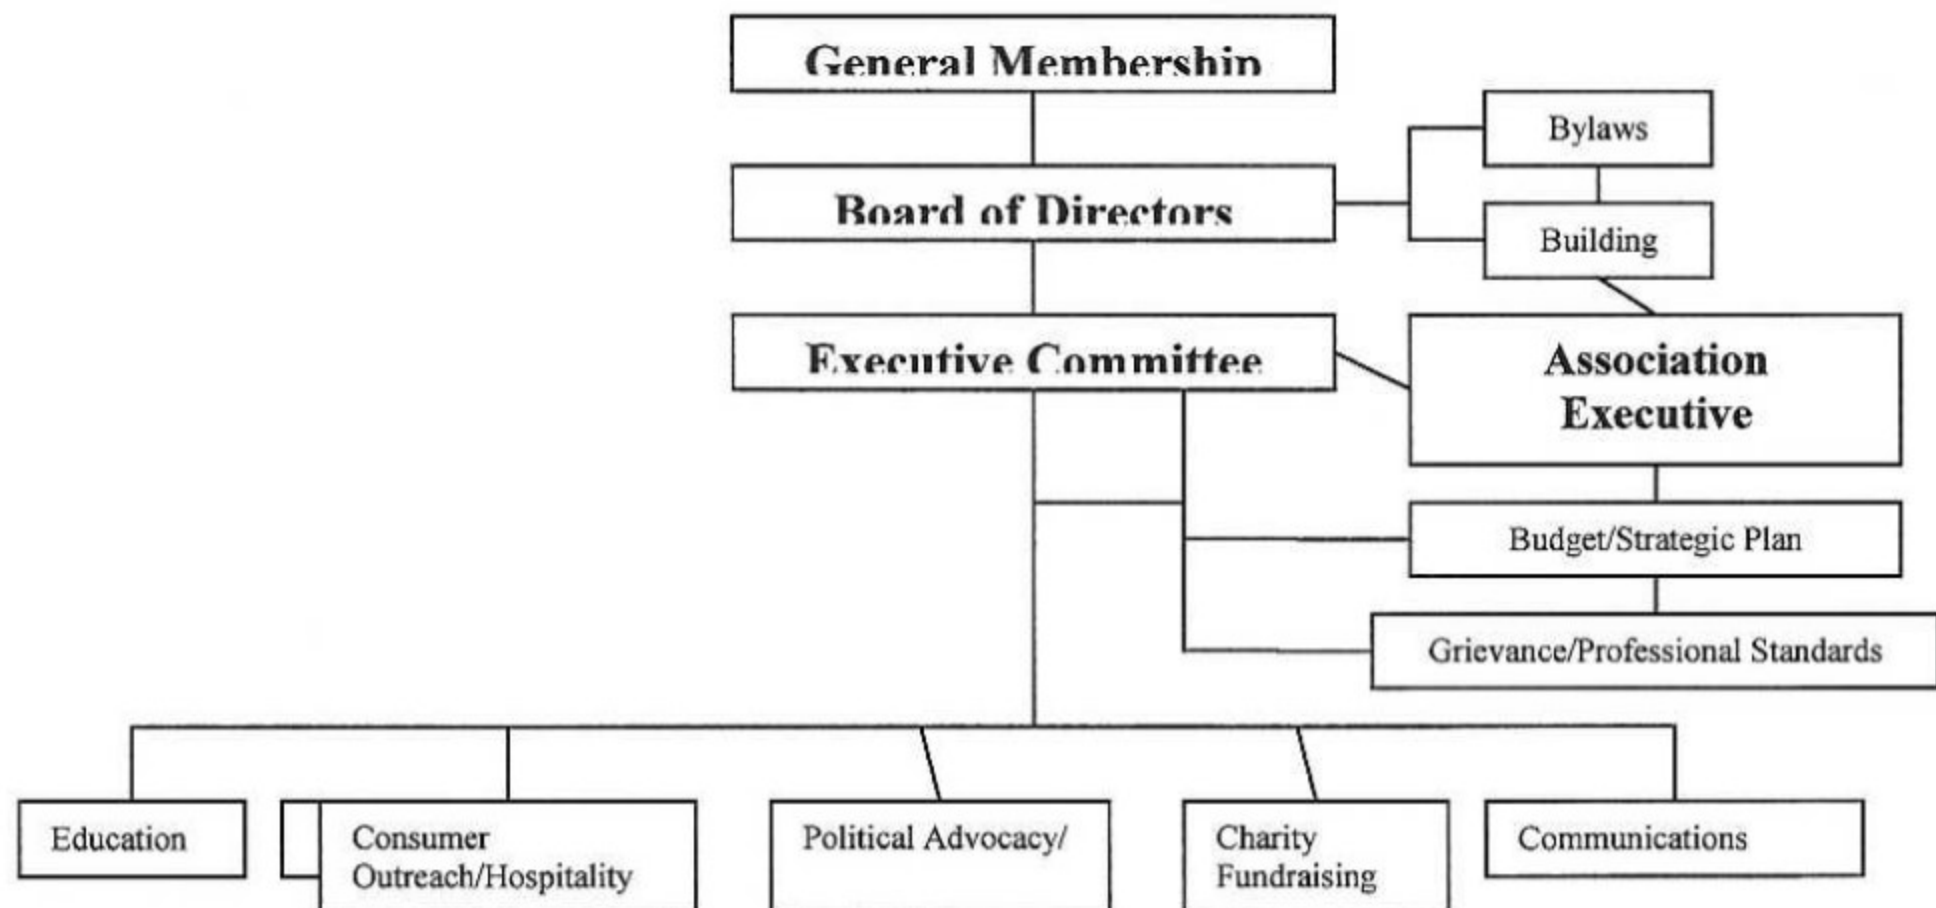 General Membership
Bylaws
Board of Directors
Building
Executive Committee
Association
Executive
Budget/Strategic Plan
Grievance/Professional Standards
Education
Consumer
Outreach/Hospitality
Political Advocacy/
Charity
Fundraising
Communications